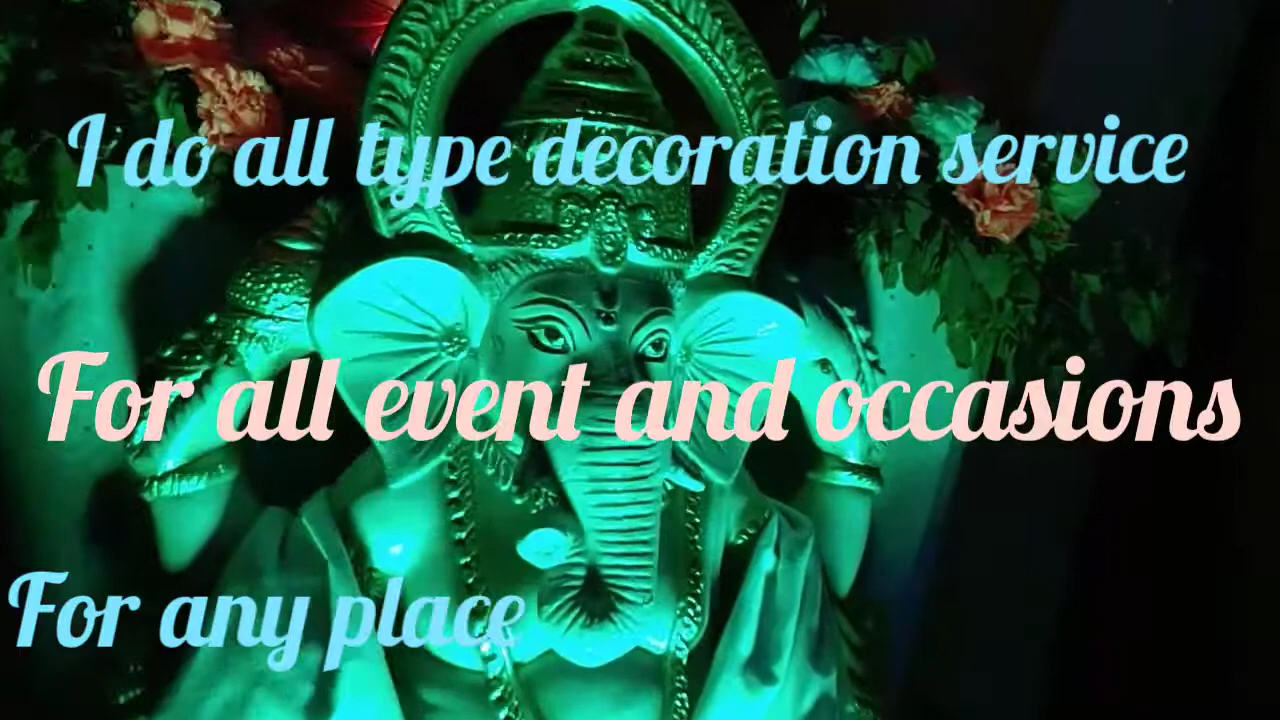 I do all type decoration service
For all event and occasions
For any place